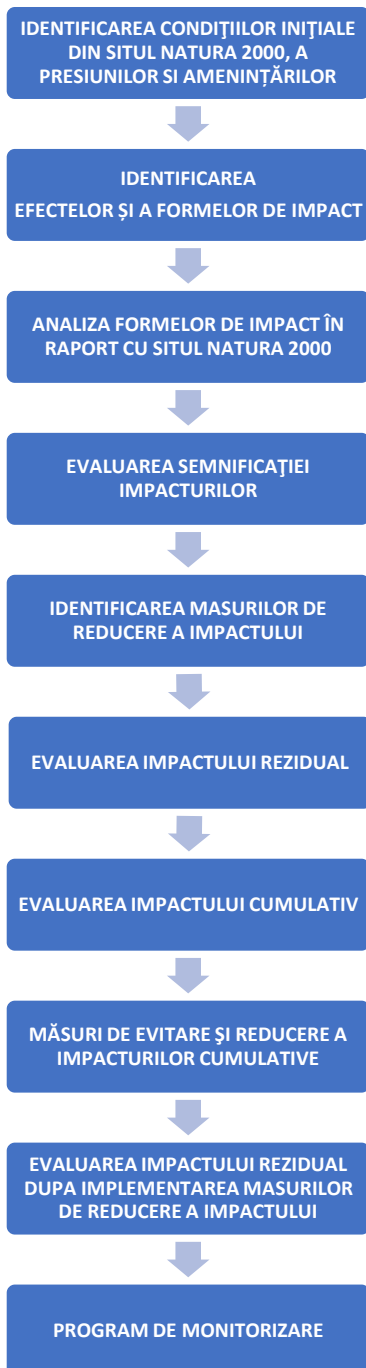 IDENTIFICAREA CONDIŢIILOR INIŢIALE
DIN SITUL NATURA 2000, A
PRESIUNILOR SI AMENINȚĂRILOR
IDENTIFICAREA
EFECTELOR ȘI A FORMELOR DE IMPACT
ANALIZA FORMELOR DE IMPACT ÎN
RAPORT CU SITUL NATURA 2000
EVALUAREA SEMNIFICAŢIEI
IMPACTURILOR
IDENTIFICAREA MASURILOR DE
REDUCERE A IMPACTULUI
EVALUAREA IMPACTULUI REZIDUAL
EVALUAREA IMPACTULUI CUMULATIV
MĂSURI DE EVITARE ŞI REDUCERE A
IMPACTURILOR CUMULATIVE
EVALUAREA IMPACTULUI REZIDUAL
DUPA IMPLEMENTAREA MASURILOR
DE REDUCERE A IMPACTULUI
PROGRAM DE MONITORIZARE